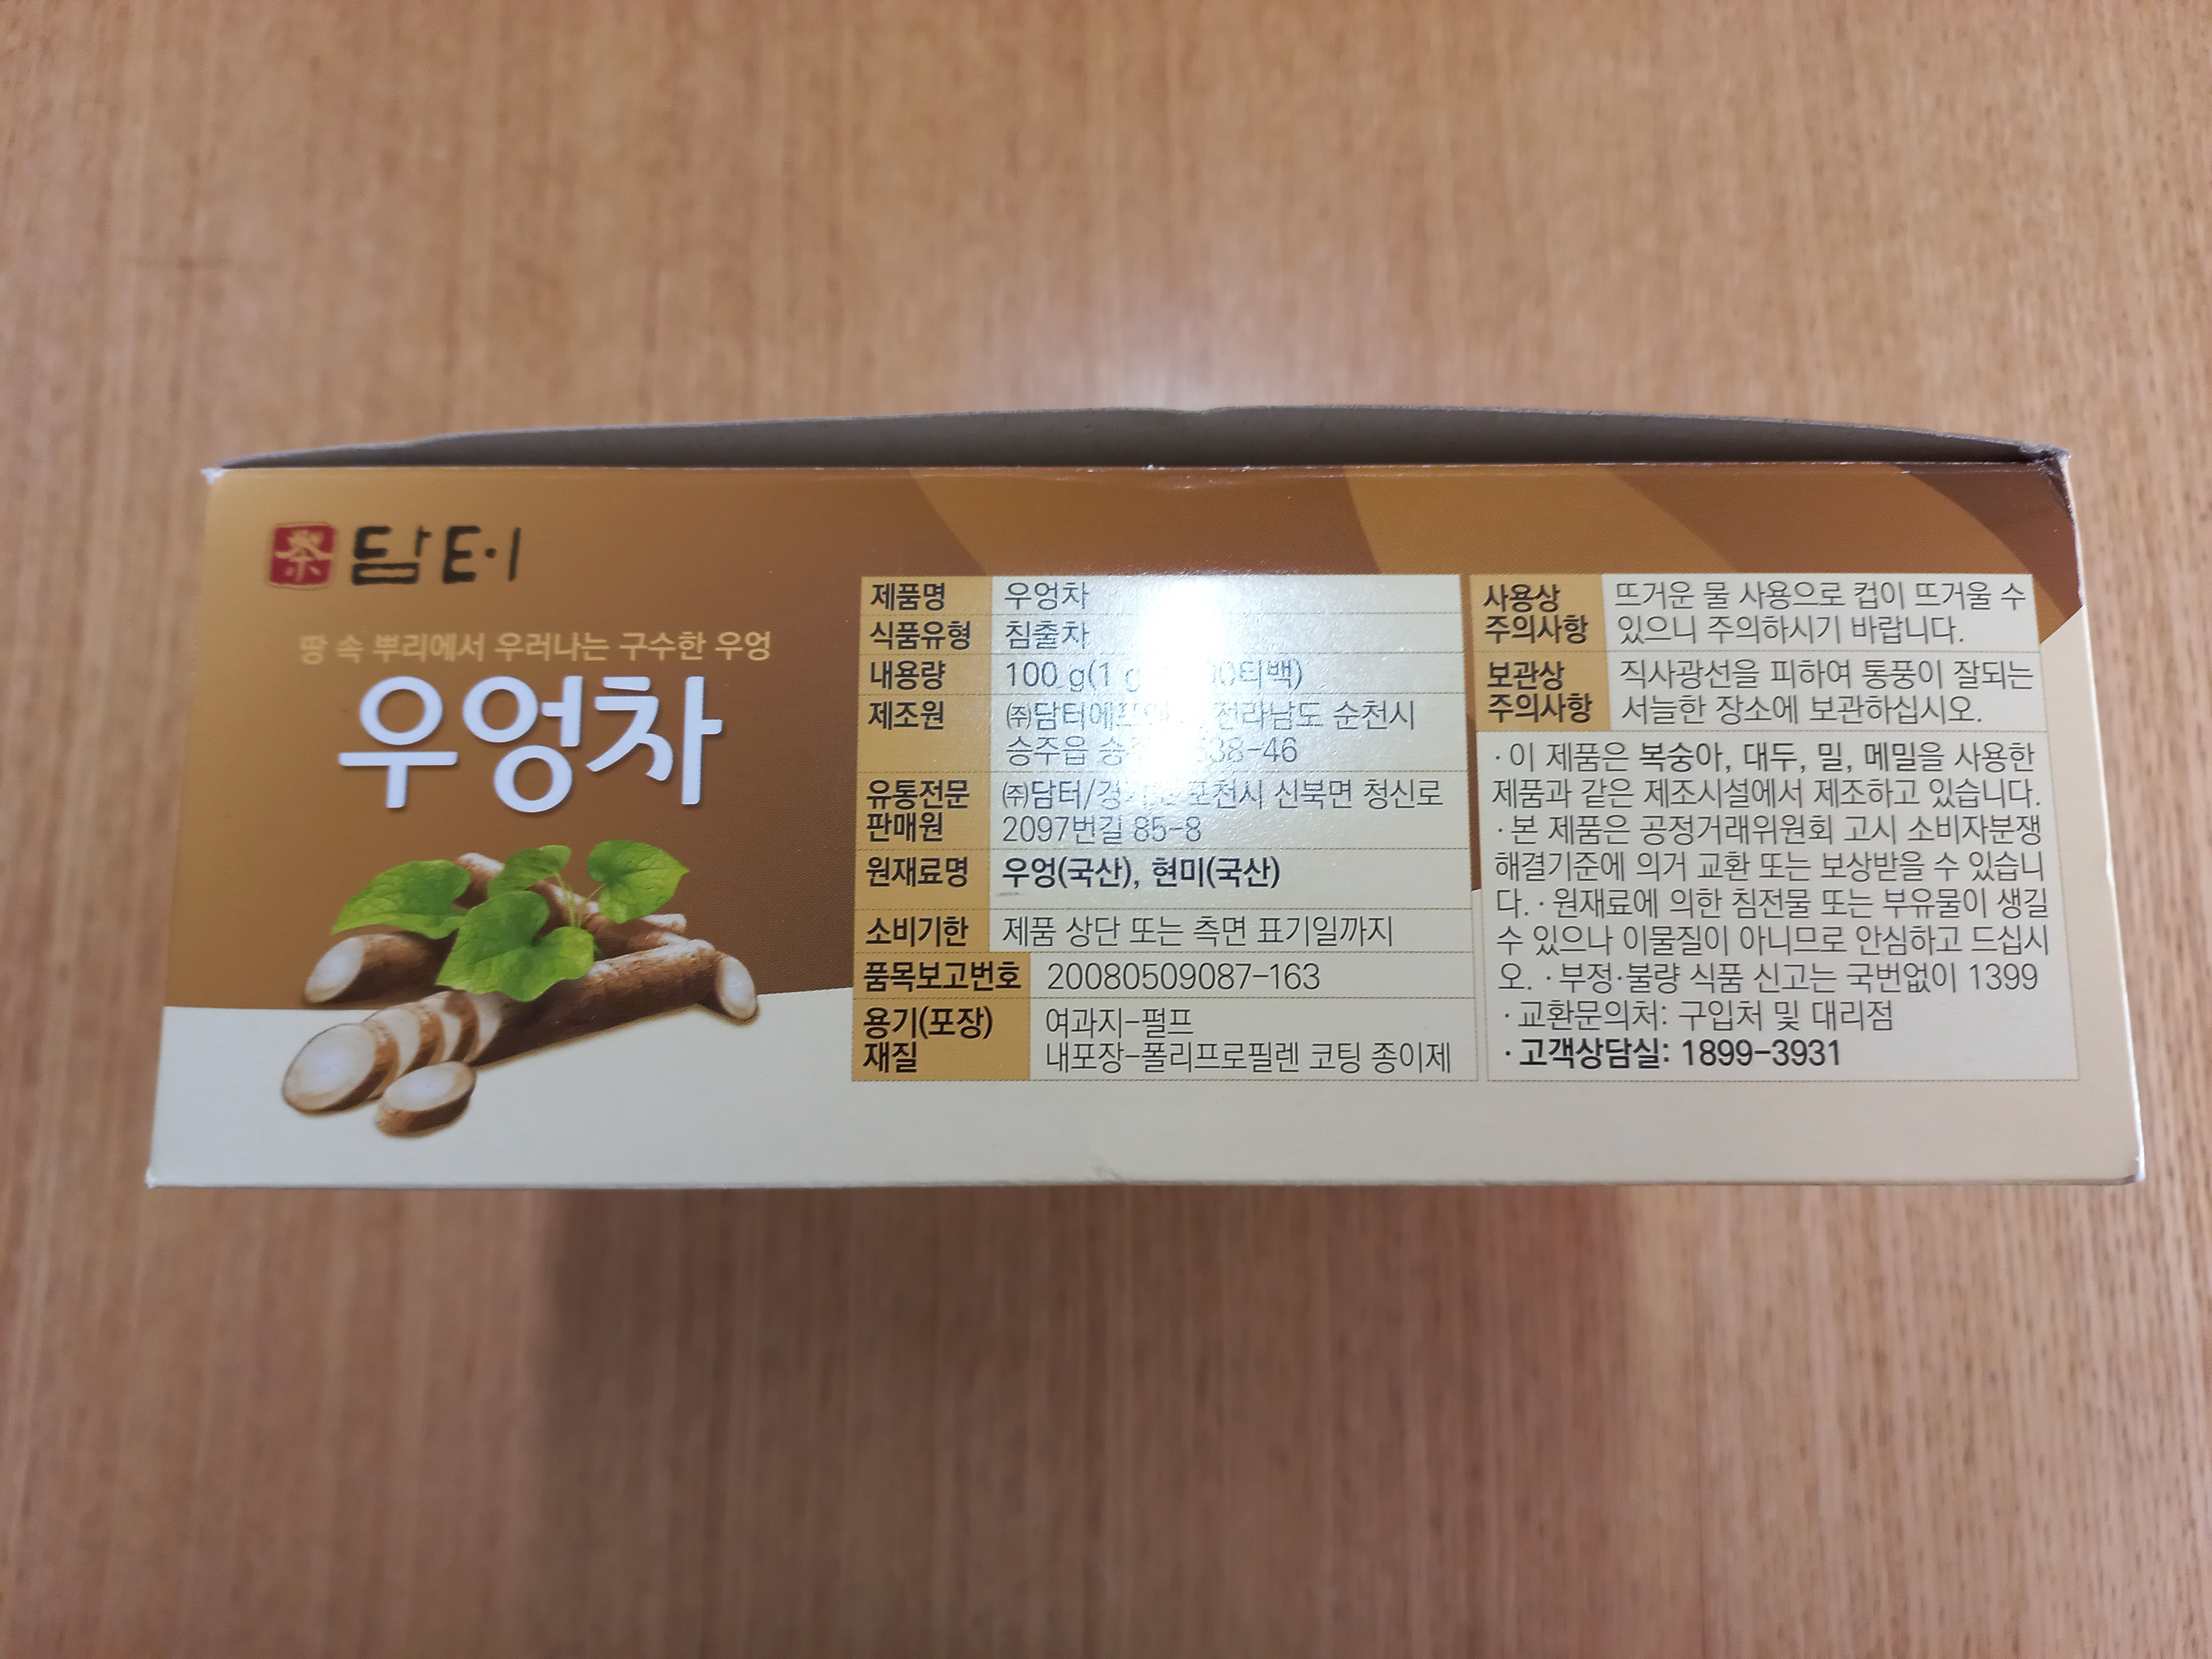 茶 담터
땅 속 뿌리에서 우러나는 구수한 우엉
우엉차
제품명 우엉차
식품유형 침출차
내용량 100 g(1 g 티백)
제조원 전라남도 순천시
승주읍 38-46
유통전문 ㈜담터/ 포천시 신북면 청신로
판매원 2097번길 85-8
원재료명 우엉(국산), 현미(국산)
소비기한 제품 상단 또는 측면 표기일까지
품목보고번호 20080509087-163
용기(포장) 여과지-펄프
재질 내포장-폴리프로필렌 코팅 종이제
사용상 뜨거운 물 사용으로 컵이 뜨거울 수
주의사항 있으니 주의하시기 바랍니다.
보관상 직사광선을 피하여 통풍이 잘되는
주의사항 서늘한 장소에 보관하십시오.
· 이 제품은 복숭아, 대두, 밀, 메밀을 사용한
제품과 같은 제조시설에서 제조하고 있습니다.
· 본 제품은 공정거래위원회 고시 소비자분쟁
해결기준에 의거 교환 또는 보상받을 수 있습니
다. · 원재료에 의한 침전물 또는 부유물이 생길
수 있으나 이물질이 아니므로 안심하고 드십시
오. · 부정·불량 식품 신고는 국번없이 1399
· 교환문의처: 구입처 및 대리점
· 고객상담실: 1899-3931